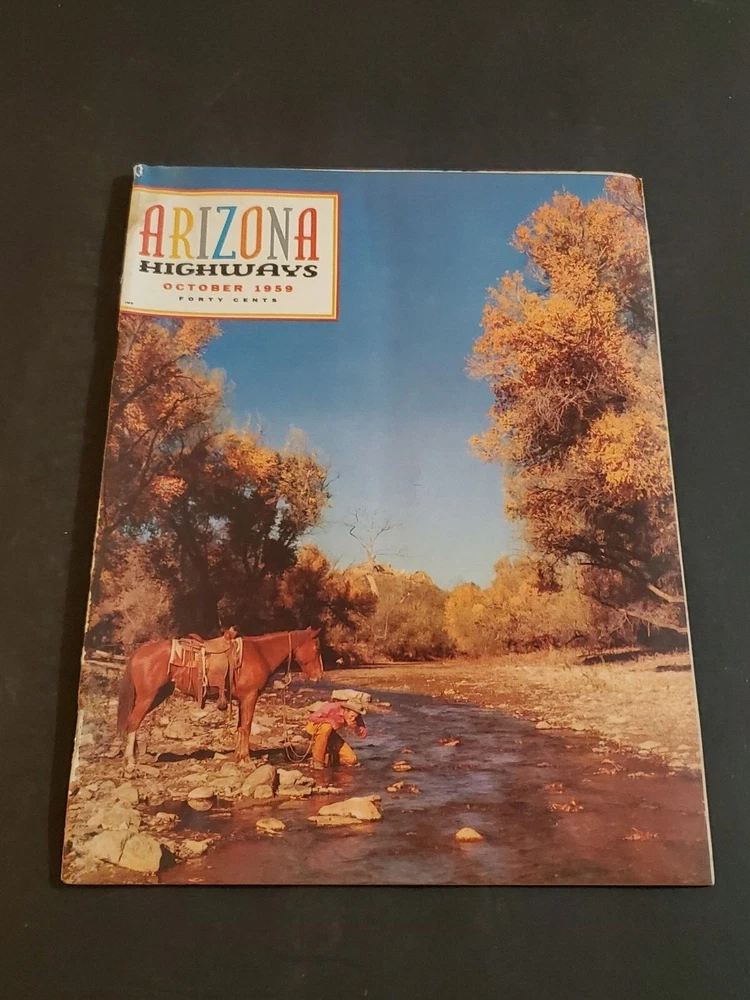 ARIZONA
HIGHWAYS
OCTOBER 1959
FORTY CENTS